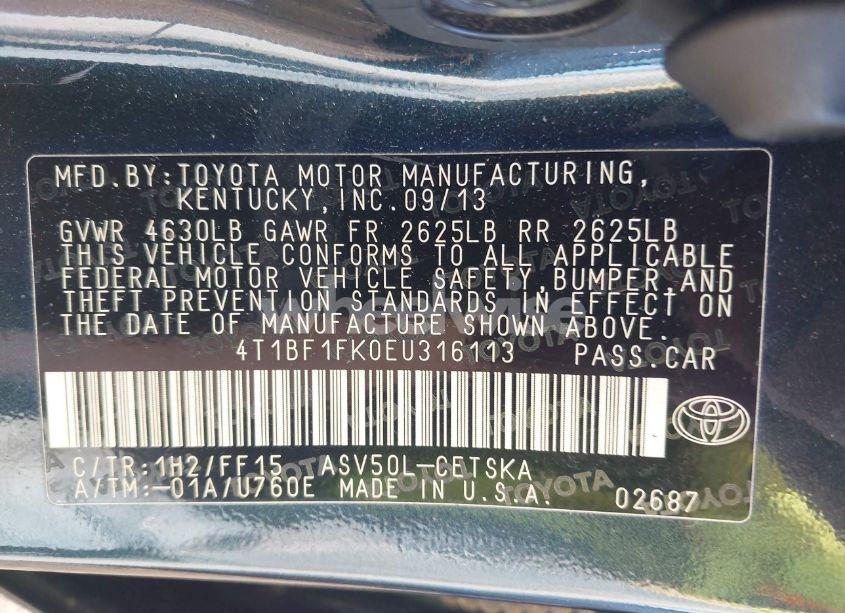 MFD.BY:TOYOTA MOTOR MANUFACTURING,
KENTUCKY,INC.09/13
GVWR 4630LB GAWR FR 2625LB RR 2625LB
THIS VEHICLE CONFORMS TO ALL APPLICABLE
FEDERAL MOTOR VEHICLE SAFETY,BUMPER,AND
THEFT PREVENTION STANDARDS IN EFFECT ON
THE DATE OF MANUFACTURE SHOWN ABOVE.
4T1BF1FK0EU316113 PASS.CAR
C/TR:1H2/FF15 ASV50L-CETSKA
A/TM:-01A/U760E MADE IN U.S.A. 02687
TOYOTA